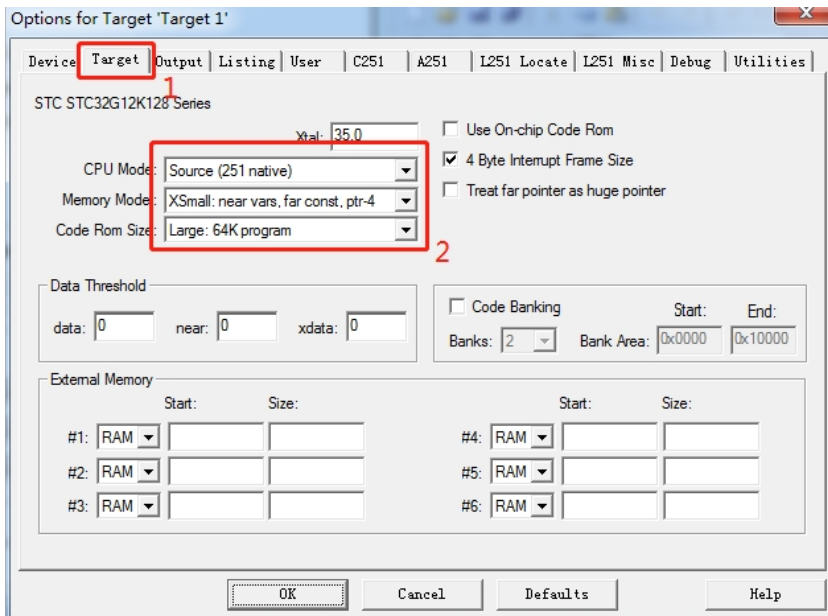 Options for Target 'Target 1'
Device Target Output Listing User C251 A251 L251 Locate L251 Misc Debug Utilities
1
STC STC32G12K128 Series
Xtal: 35.0
Use On-chip Code Rom
CPU Mode: Source (251 native)
4 Byte Interrupt Frame Size
Memory Model: XSmall: near vars, far const, ptr-4
Treat far pointer as huge pointer
Code Rom Size: Large: 64K program
2
Data Threshold
data: 0 near: 0 xdata: 0
Code Banking Start: End:
Banks: 2 Bank Area: 0x0000 0x10000
External Memory
Start: Size: Start: Size:
#1: RAM #4: RAM
#2: RAM #5: RAM
#3: RAM #6: RAM
OK Cancel Defaults Help